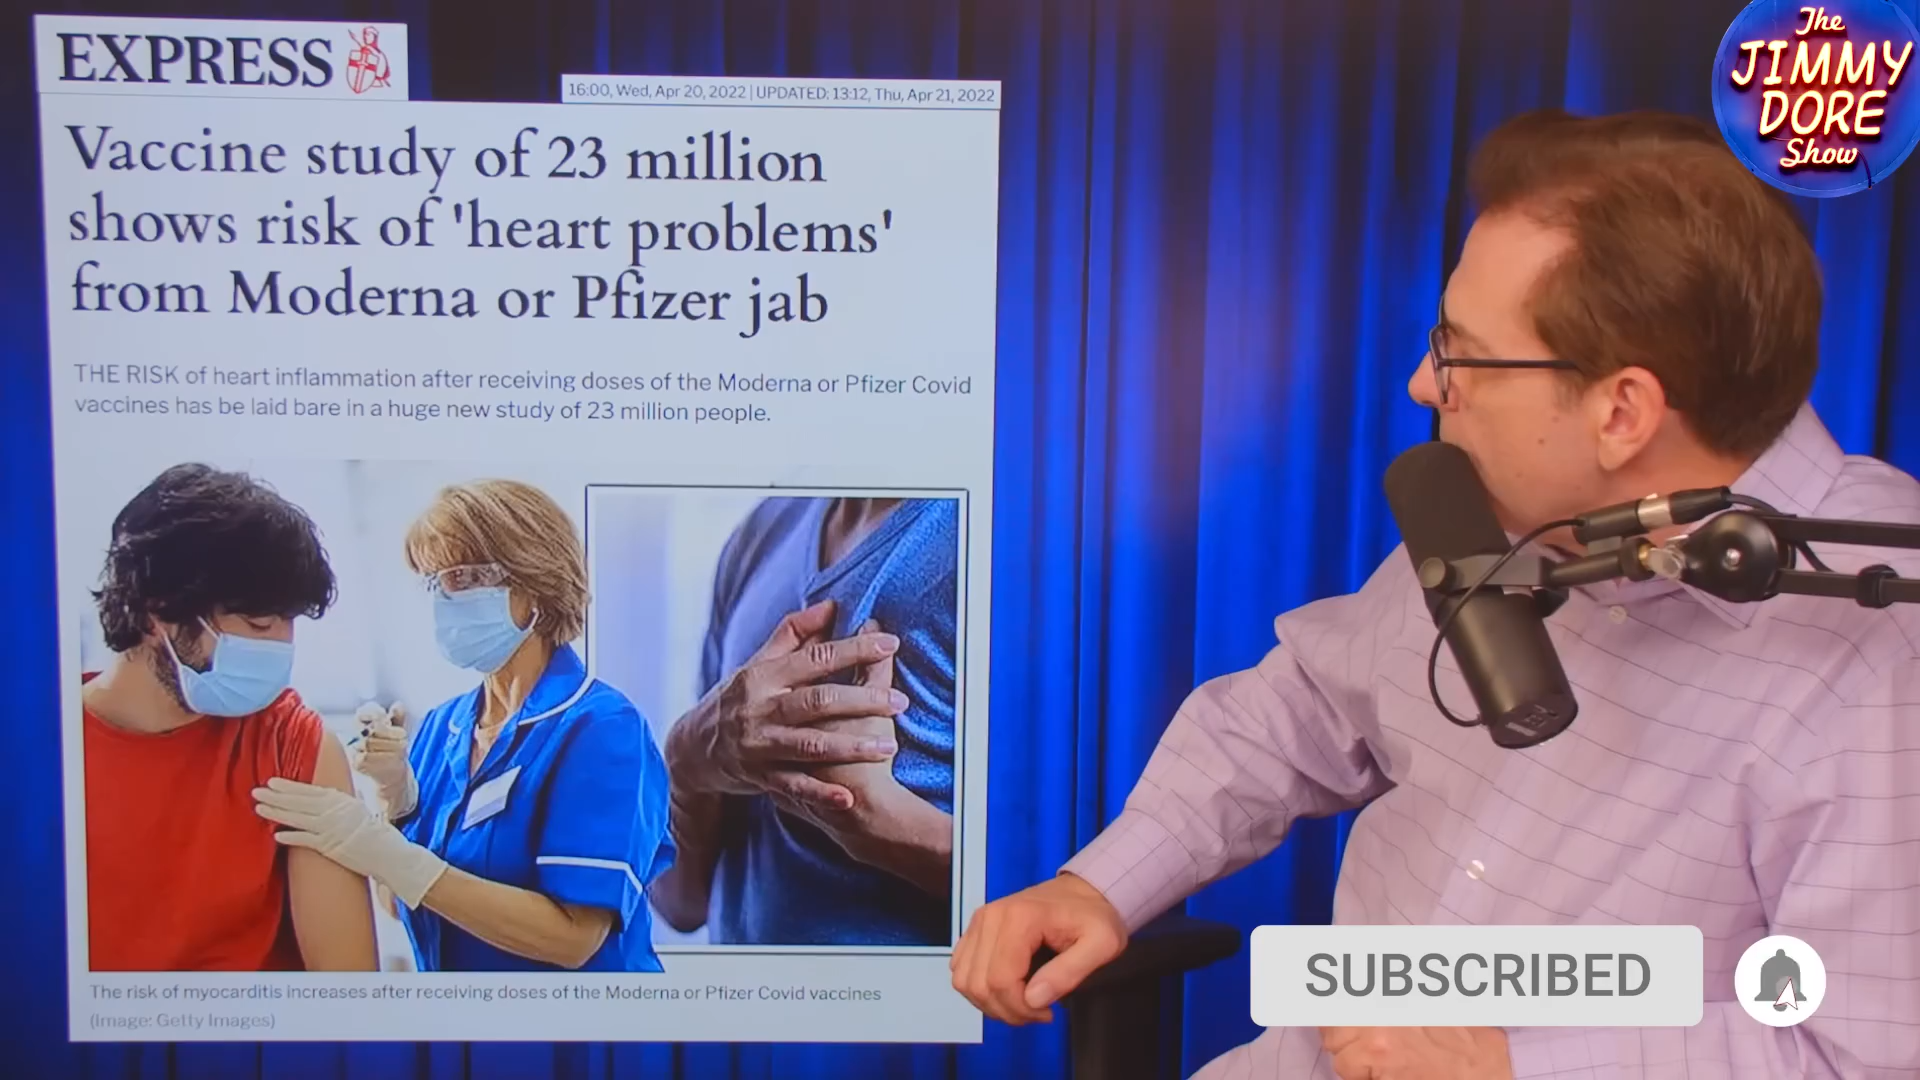 EXPRESS
16:00, Wed, Apr 20, 2022 | UPDATED: 13:12, Thu, Apr 21, 2022
Vaccine study of 23 million
shows risk of 'heart problems'
from Moderna or Pfizer jab
THE RISK of heart inflammation after receiving doses of the Moderna or Pfizer Covid
vaccines has be laid bare in a huge new study of 23 million people.
The risk of myocarditis increases after receiving doses of the Moderna or Pfizer Covid vaccines
(Image: Getty Images)
The
JIMMY
DORE
Show
SUBSCRIBED